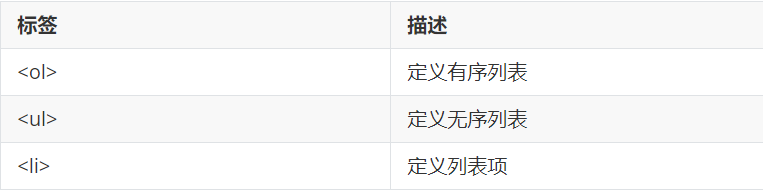 标签 描述
<ol> 定义有序列表
<ul> 定义无序列表
<li> 定义列表项